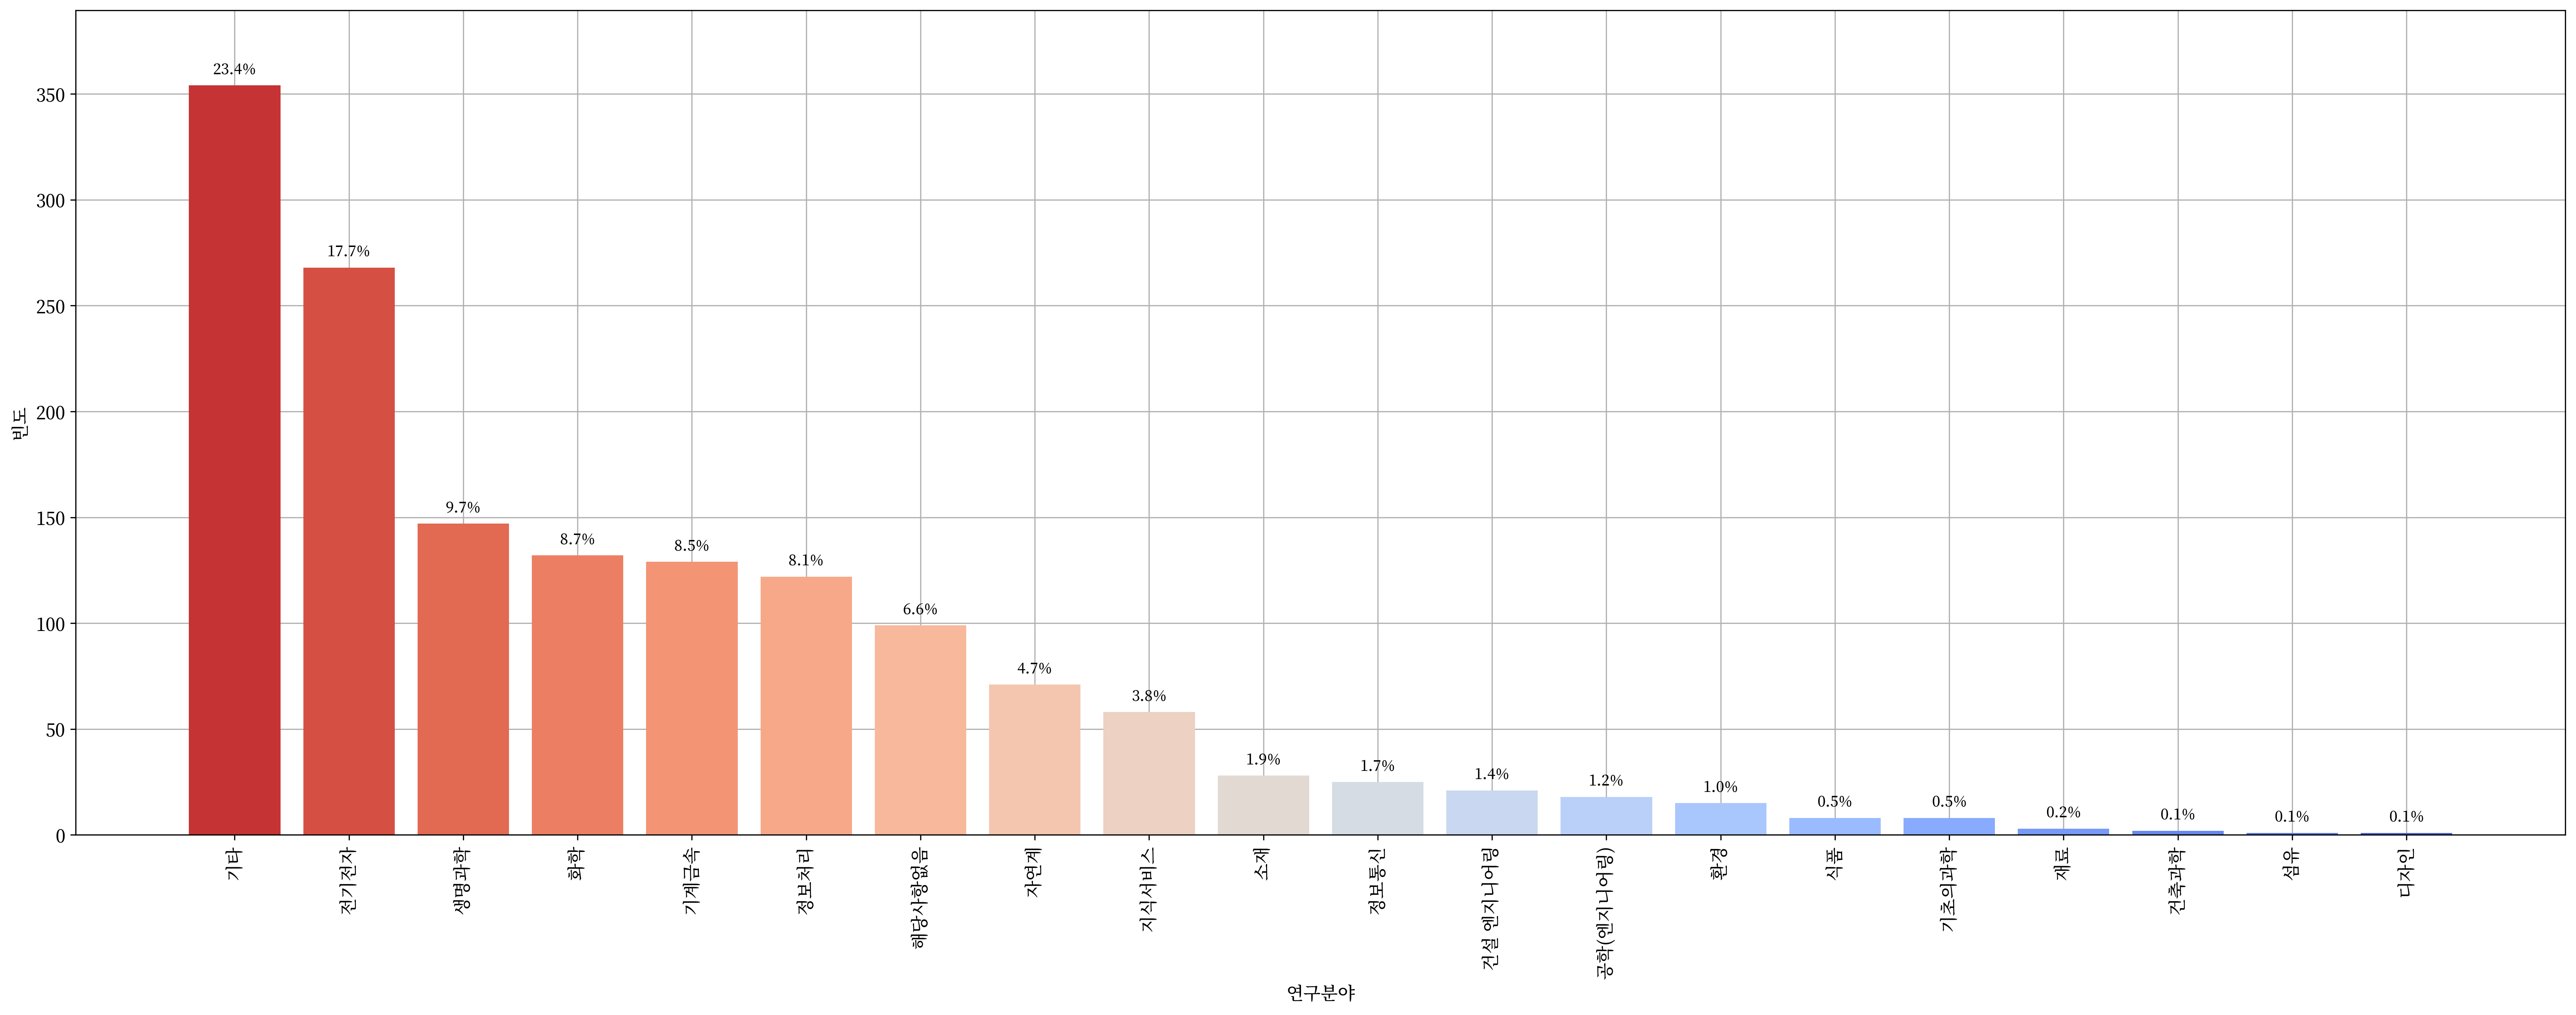 빈도
350
300
250
200
150
100
50
0
23.4%
17.7%
9.7%
8.7%
8.5%
8.1%
6.6%
4.7%
3.8%
1.9%
1.7%
1.4%
1.2%
1.0%
0.5%
0.5%
0.2%
0.1%
0.1%
0.1%
기타
전기전자
생명과학
화학
기계금속
정보처리
해당사항없음
자연계
지식서비스
소재
정보통신
건설 엔지니어링
공학(엔지니어링)
환경
식품
기초의과학
재료
건축과학
섬유
디자인
연구분야